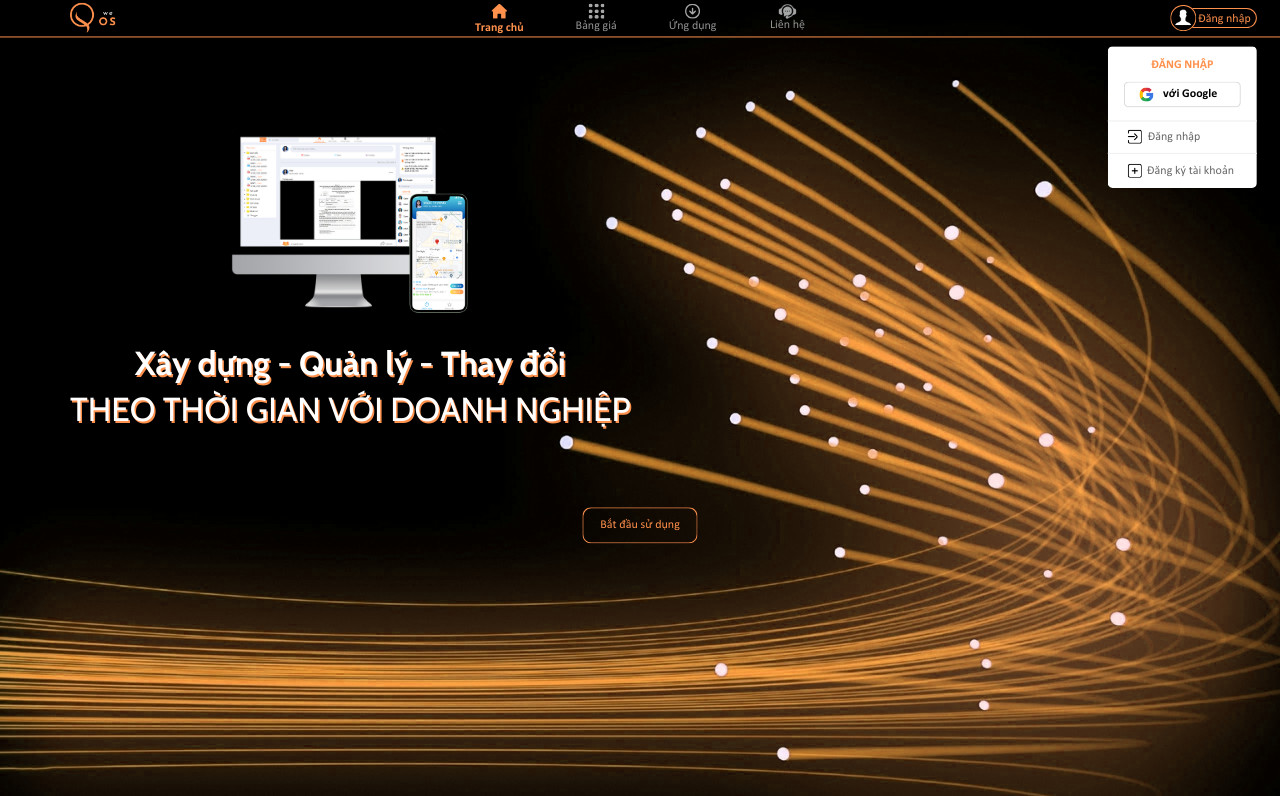 we
os
Trang chủ
Bảng giá
Ứng dụng
Liên hệ
Đăng nhập
ĐĂNG NHẬP
với Google
Đăng nhập
Đăng ký tài khoản
Xây dựng - Quản lý - Thay đổi
THEO THỜI GIAN VỚI DOANH NGHIỆP
Bắt đầu sử dụng